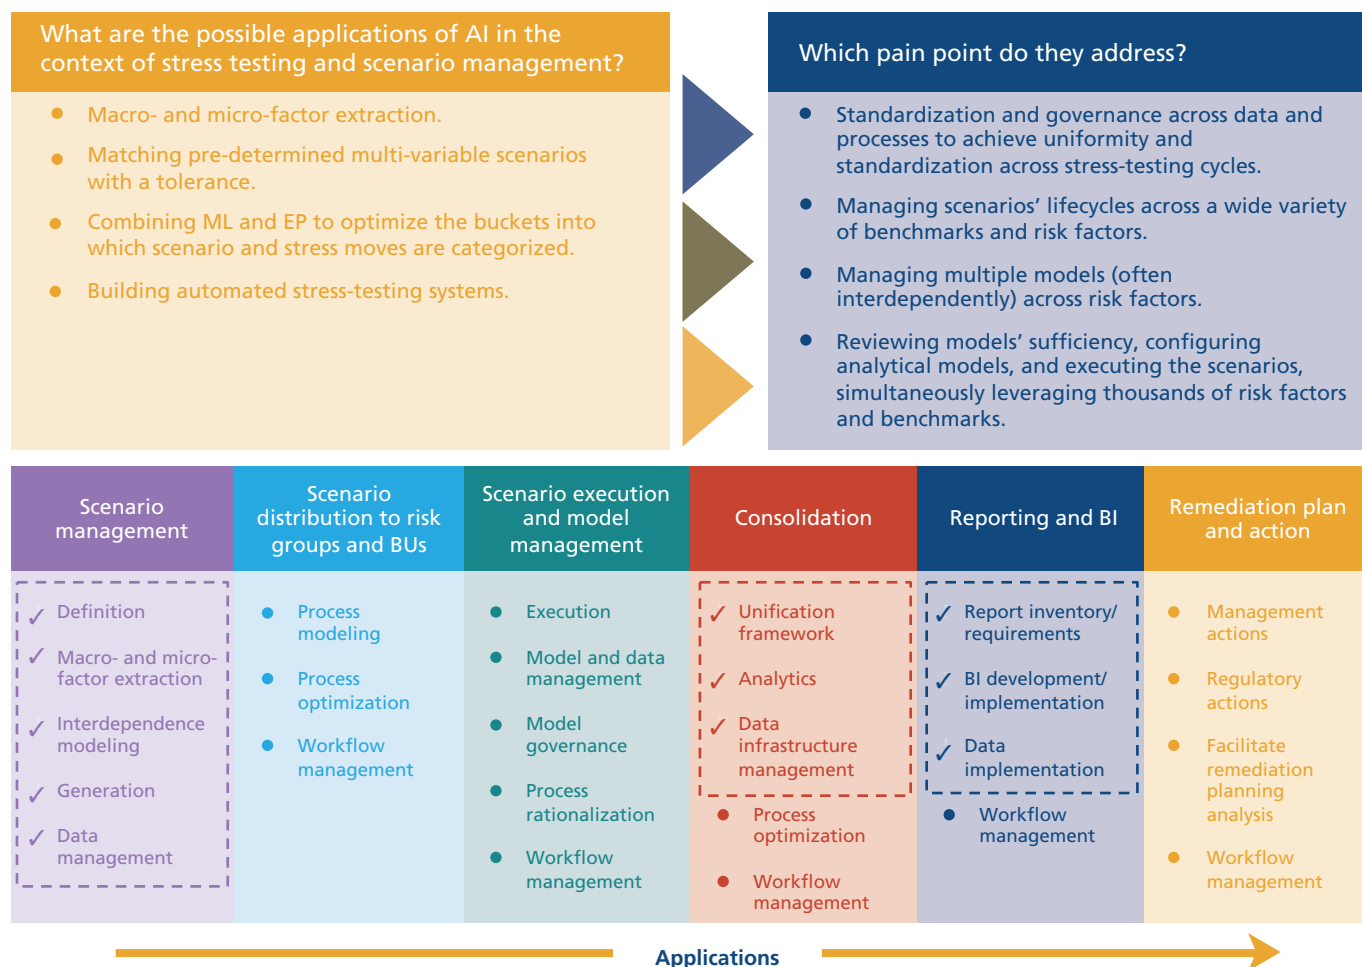 What are the possible applications of AI in the
context of stress testing and scenario management?
Macro- and micro-factor extraction.
Matching pre-determined multi-variable scenarios
with a tolerance.
Combining ML and EP to optimize the buckets into
which scenario and stress moves are categorized.
Building automated stress-testing systems.
Which pain point do they address?
Standardization and governance across data and
processes to achieve uniformity and
standardization across stress-testing cycles.
Managing scenarios’ lifecycles across a wide variety
of benchmarks and risk factors.
Managing multiple models (often
interdependently) across risk factors.
Reviewing models’ sufficiency, configuring
analytical models, and executing the scenarios,
simultaneously leveraging thousands of risk factors
and benchmarks.
Scenario
management
✓ Definition
✓ Macro- and micro-
factor extraction
✓ Interdependence
modeling
✓ Generation
✓ Data
management
Scenario
distribution to risk
groups and BUs
Process
modeling
Process
optimization
Workflow
management
Scenario execution
and model
management
Execution
Model and data
management
Model
governance
Process
rationalization
Workflow
management
Consolidation
✓ Unification
framework
✓ Analytics
✓ Data
infrastructure
management
Process
optimization
Workflow
management
Reporting and BI
✓ Report inventory/
requirements
✓ BI development/
implementation
✓ Data
implementation
Workflow
management
Remediation plan
and action
Management
actions
Regulatory
actions
Facilitate
remediation
planning
analysis
Workflow
management
Applications